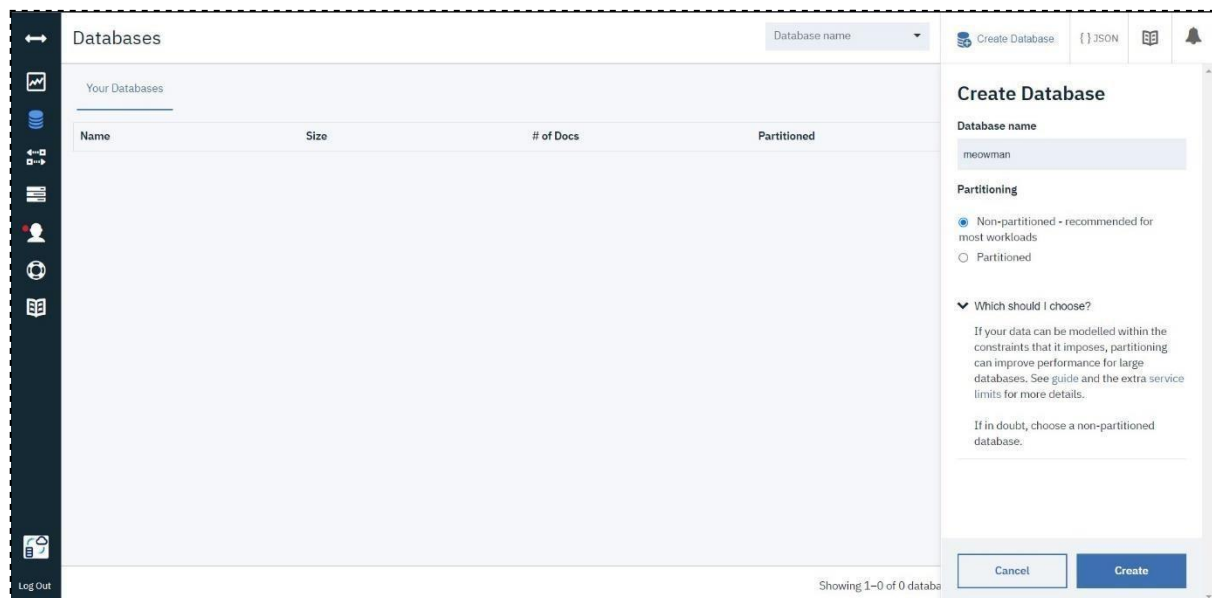 Databases
Database name
Create Database
{ } JSON
Your Databases
Name Size # of Docs Partitioned
Create Database
Database name
meowman
Partitioning
Non-partitioned - recommended for
most workloads
Partitioned
Which should I choose?
If your data can be modelled within the
constraints that it imposes, partitioning
can improve performance for large
databases. See guide and the extra service
limits for more details.
If in doubt, choose a non-partitioned
database.
Cancel
Create
Log Out
Showing 1–0 of 0 databa